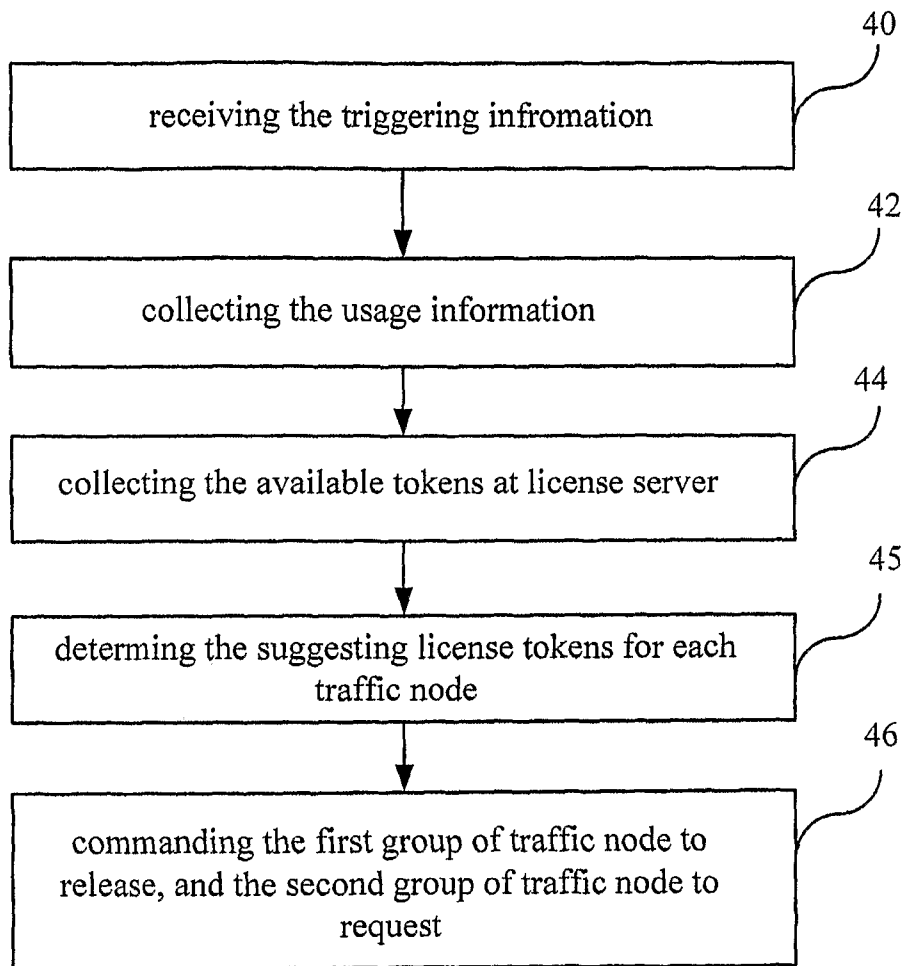 40
receiving the triggering infromation
42
collecting the usage information
44
collecting the available tokens at license server
45
determing the suggesting license tokens for each
traffic node
46
commanding the first group of traffic node to
release, and the second group of traffic node to
request